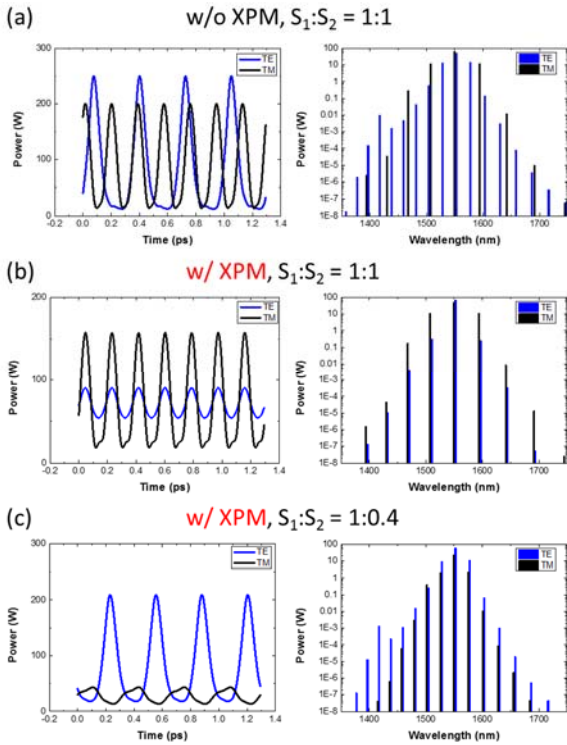 (a) w/o XPM, S₁:S₂ = 1:1
300
200
100
0
Power (W)
-0.2 0.0 0.2 0.4 0.6 0.8 1.0 1.2 1.4
Time (ps)
TE
TM
100
10
1
0.1
0.01
1E-3
1E-4
1E-5
1E-6
1E-7
1E-8
Power (W)
1400 1500 1600 1700
Wavelength (nm)
TE
TM
(b) w/ XPM, S₁:S₂ = 1:1
200
100
0
Power (W)
-0.2 0.0 0.2 0.4 0.6 0.8 1.0 1.2 1.4
Time (ps)
TE
TM
100
10
1
0.1
0.01
1E-3
1E-4
1E-5
1E-6
1E-7
1E-8
Power (W)
1400 1500 1600 1700
Wavelength (nm)
TE
TM
(c) w/ XPM, S₁:S₂ = 1:0.4
300
200
100
0
Power (W)
-0.2 0.0 0.2 0.4 0.6 0.8 1.0 1.2 1.4
Time (ps)
TE
TM
100
10
1
0.1
0.01
1E-3
1E-4
1E-5
1E-6
1E-7
1E-8
Power (W)
1400 1500 1600 1700
Wavelength (nm)
TE
TM